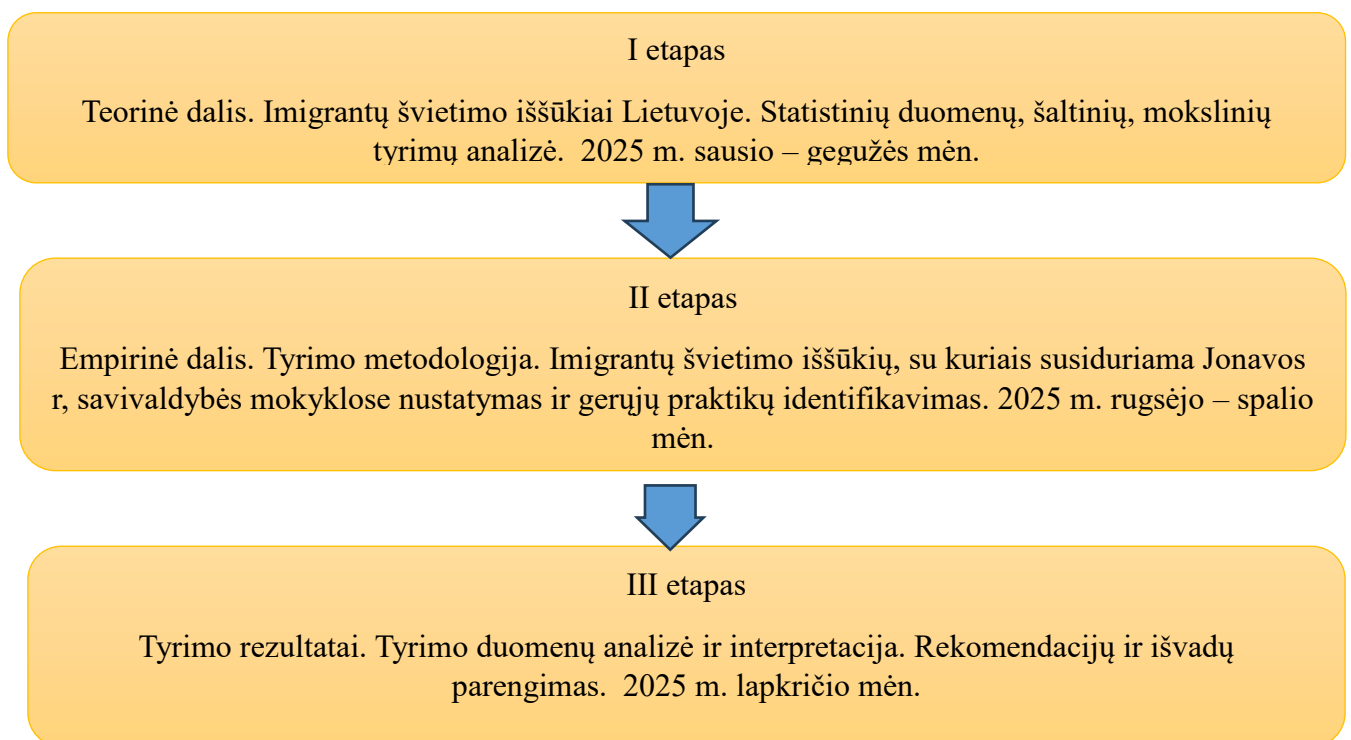 I etapas
Teorinė dalis. Imigrantų švietimo iššūkiai Lietuvoje. Statistinių duomenų, šaltinių, mokslinių
tyrimų analizė.  2025 m. sausio – gegužės mėn.
II etapas
Empirinė dalis. Tyrimo metodologija. Imigrantų švietimo iššūkių, su kuriais susiduriama Jonavos
r, savivaldybės mokyklose nustatymas ir gerųjų praktikų identifikavimas. 2025 m. rugsėjo – spalio
mėn.
III etapas
Tyrimo rezultatai. Tyrimo duomenų analizė ir interpretacija. Rekomendacijų ir išvadų
parengimas.  2025 m. lapkričio mėn.